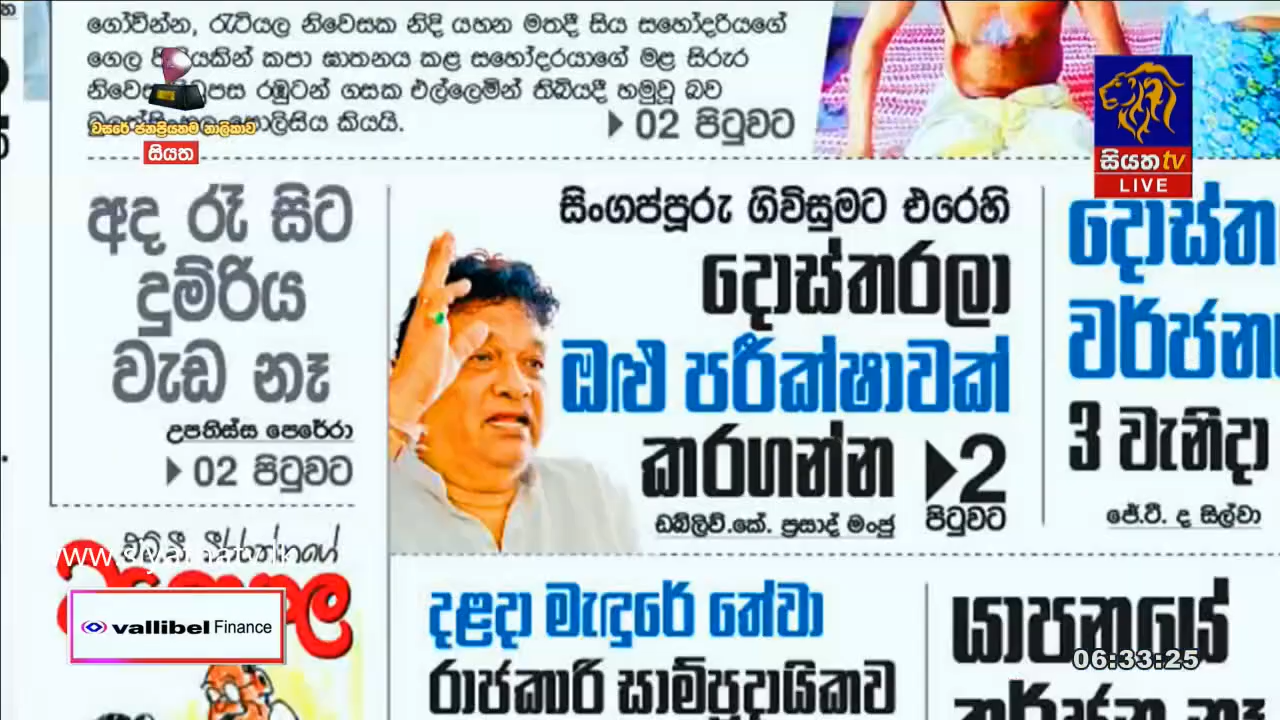 ගෝවින්න, රැටියල නිවෙසක නිදි යහන මතදී සිය සහෝදරියගේ
ගෙල පිහියකින් කපා ඝාතනය කළ සහෝදරයාගේ මළ සිරුර
රඹුටන් ගසක එල්ලෙමින් තිබියදී හමුවූ බව
පොලිසිය කියයි.
02 පිටුවට
වසරේ ජනප්‍රියතම නාලිකාව
සියත
සියත tv
LIVE
අද රෑ සිට
දුම්රිය
වැඩ නෑ
උපතිස්ස පෙරේරා
02 පිටුවට
සිංගප්පූරු ගිවිසුමට එරෙහි
දොස්තරලා
ඔළු පරීක්ෂාවක්
කරගන්න 2
පිටුවට
ඩබ්ලිව්.කේ. ප්‍රසාද් මංජු
දොස්ත
වර්ජන
3 වැනිදා
ජේ.ටී. ද සිල්වා
vallibel Finance
දළදා මැඳුරේ තේවා
රාජකාරි සාම්ප්‍රදායිකව
යාපනයේ
06:33:25